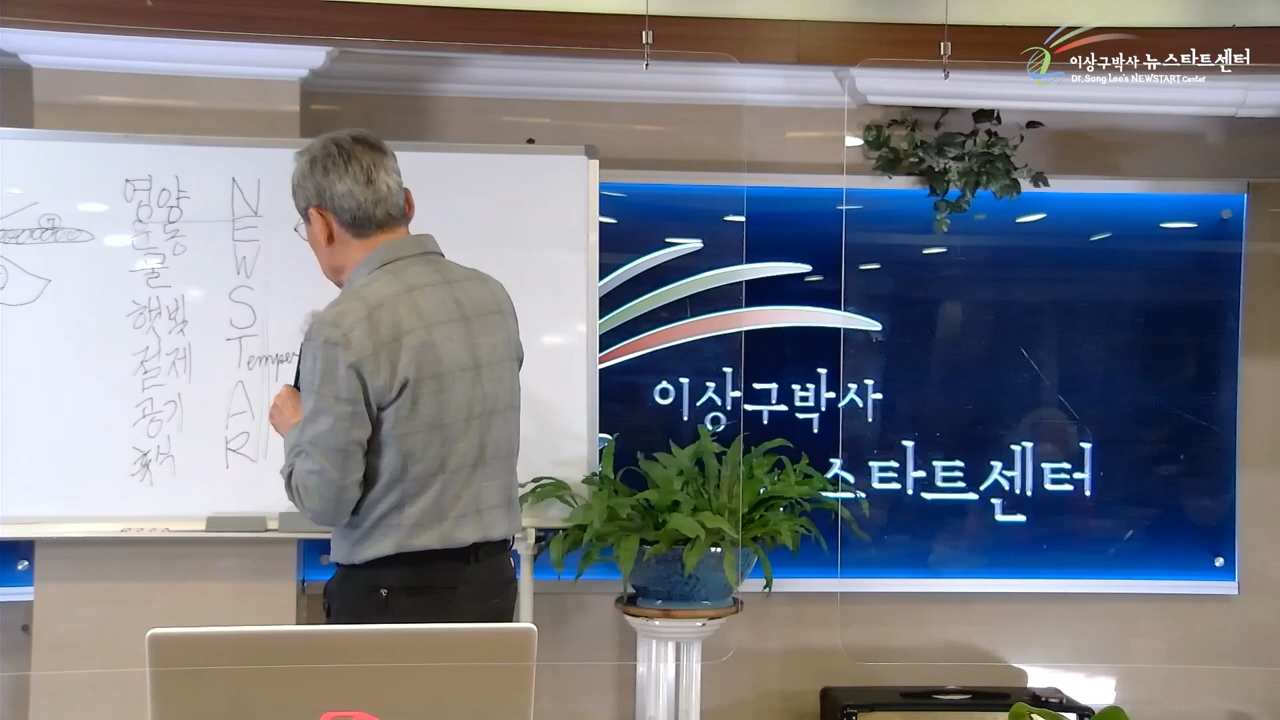 이상구박사 뉴스타트센터
Dr. Sang Lee's NEWSTART Center
영양 N
운동 E
물 W
햇빛 S
절제 Temper
공기 A
휴식 R
이상구박사
스타트센터